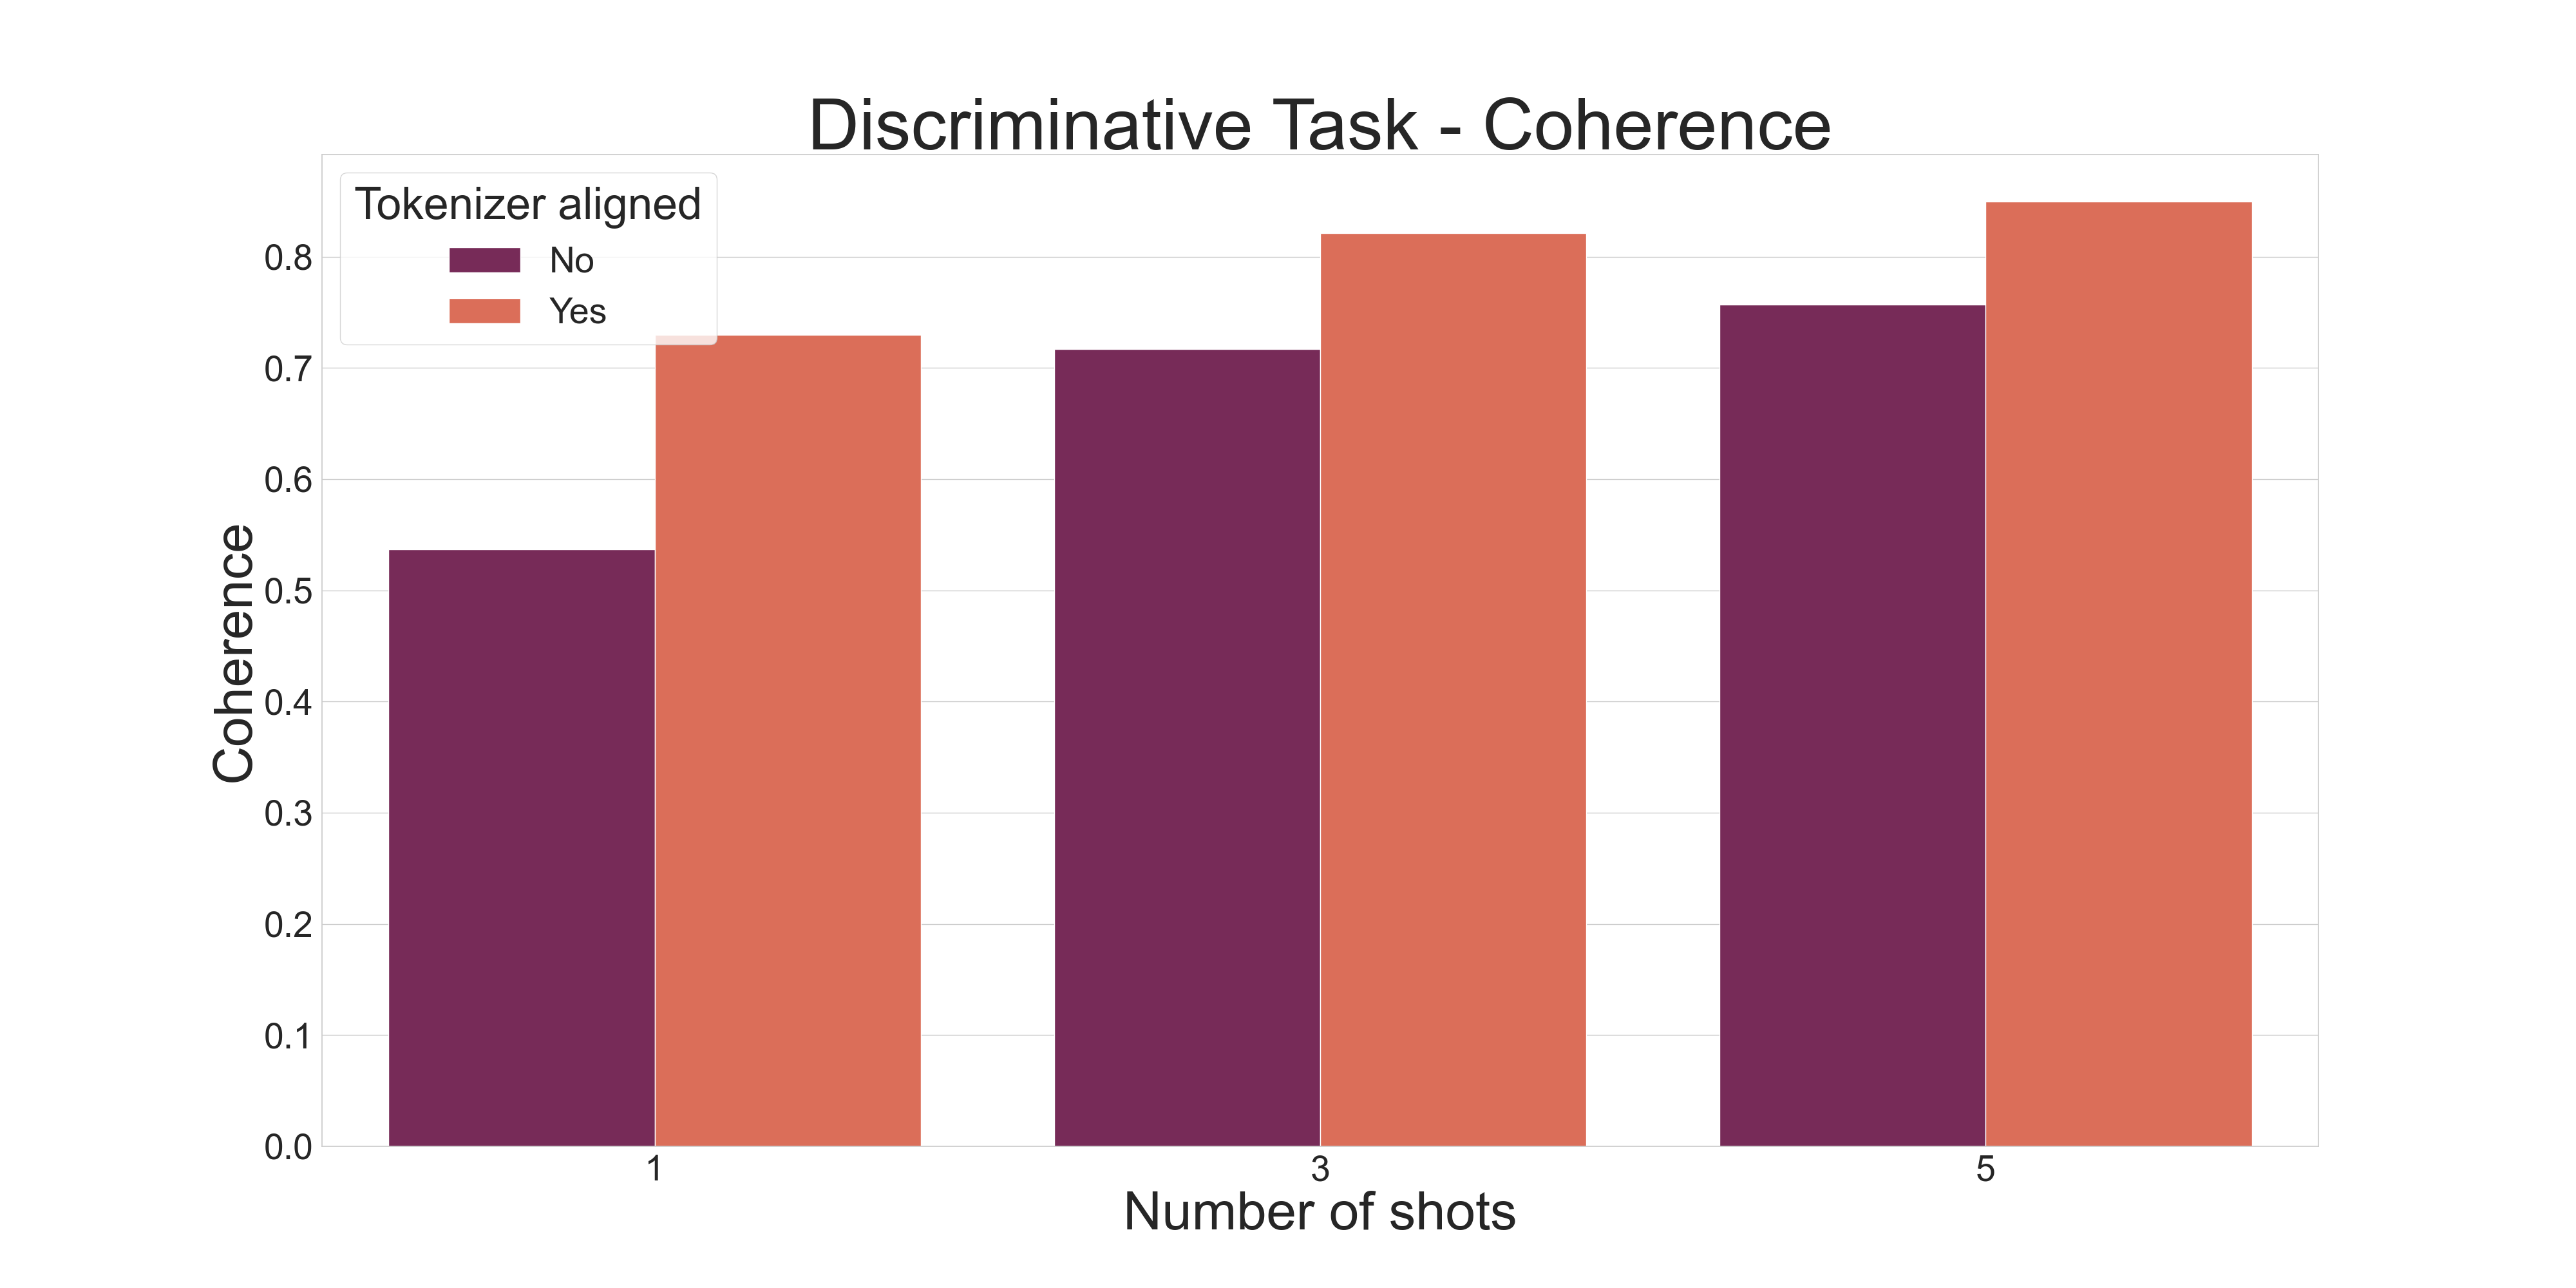 Discriminative Task - Coherence
Tokenizer aligned
No
Yes
Coherence
0.8
0.7
0.6
0.5
0.4
0.3
0.2
0.1
0.0
1
3
5
Number of shots